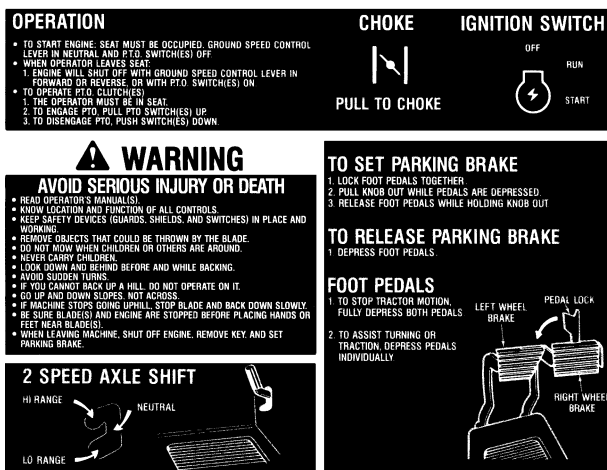 OPERATION
• TO START ENGINE: SEAT MUST BE OCCUPIED. GROUND SPEED CONTROL
LEVER IN NEUTRAL AND P.T.O. SWITCH(ES) OFF.
• WHEN OPERATOR LEAVES SEAT:
1. ENGINE WILL SHUT OFF WITH GROUND SPEED CONTROL LEVER IN
FORWARD OR REVERSE, OR WITH P.T.O. SWITCH(ES) ON
• TO OPERATE P.T.O. CLUTCH(ES)
1. THE OPERATOR MUST BE IN SEAT.
2. TO ENGAGE PTO, PULL PTO SWITCH(ES) UP.
3. TO DISENGAGE PTO, PUSH SWITCH(ES) DOWN.
CHOKE
PULL TO CHOKE
IGNITION SWITCH
OFF
RUN
START
WARNING
AVOID SERIOUS INJURY OR DEATH
• READ OPERATOR'S MANUAL(S).
• KNOW LOCATION AND FUNCTION OF ALL CONTROLS.
• KEEP SAFETY DEVICES (GUARDS, SHIELDS, AND SWITCHES) IN PLACE AND
WORKING.
• REMOVE OBJECTS THAT COULD BE THROWN BY THE BLADE.
• DO NOT MOW WHEN CHILDREN OR OTHERS ARE AROUND.
• NEVER CARRY CHILDREN.
• LOOK DOWN AND BEHIND BEFORE AND WHILE BACKING.
• AVOID SUDDEN TURNS.
• IF YOU CANNOT BACK UP A HILL, DO NOT OPERATE ON IT.
• GO UP AND DOWN SLOPES, NOT ACROSS.
• IF MACHINE STOPS GOING UPHILL, STOP BLADE AND BACK DOWN SLOWLY.
• BE SURE BLADE(S) AND ENGINE ARE STOPPED BEFORE PLACING HANDS OR
FEET NEAR BLADE(S).
• WHEN LEAVING MACHINE, SHUT OFF ENGINE, REMOVE KEY, AND SET
PARKING BRAKE.
2 SPEED AXLE SHIFT
HI RANGE
NEUTRAL
LO RANGE
TO SET PARKING BRAKE
1. LOCK FOOT PEDALS TOGETHER.
2. PULL KNOB OUT WHILE PEDALS ARE DEPRESSED.
3. RELEASE FOOT PEDALS WHILE HOLDING KNOB OUT
TO RELEASE PARKING BRAKE
1 DEPRESS FOOT PEDALS.
FOOT PEDALS
1. TO STOP TRACTOR MOTION,
FULLY DEPRESS BOTH PEDALS
2. TO ASSIST TURNING OR
TRACTION, DEPRESS PEDALS
INDIVIDUALLY.
LEFT WHEEL
BRAKE
PEDAL LOCK
RIGHT WHEEL
BRAKE